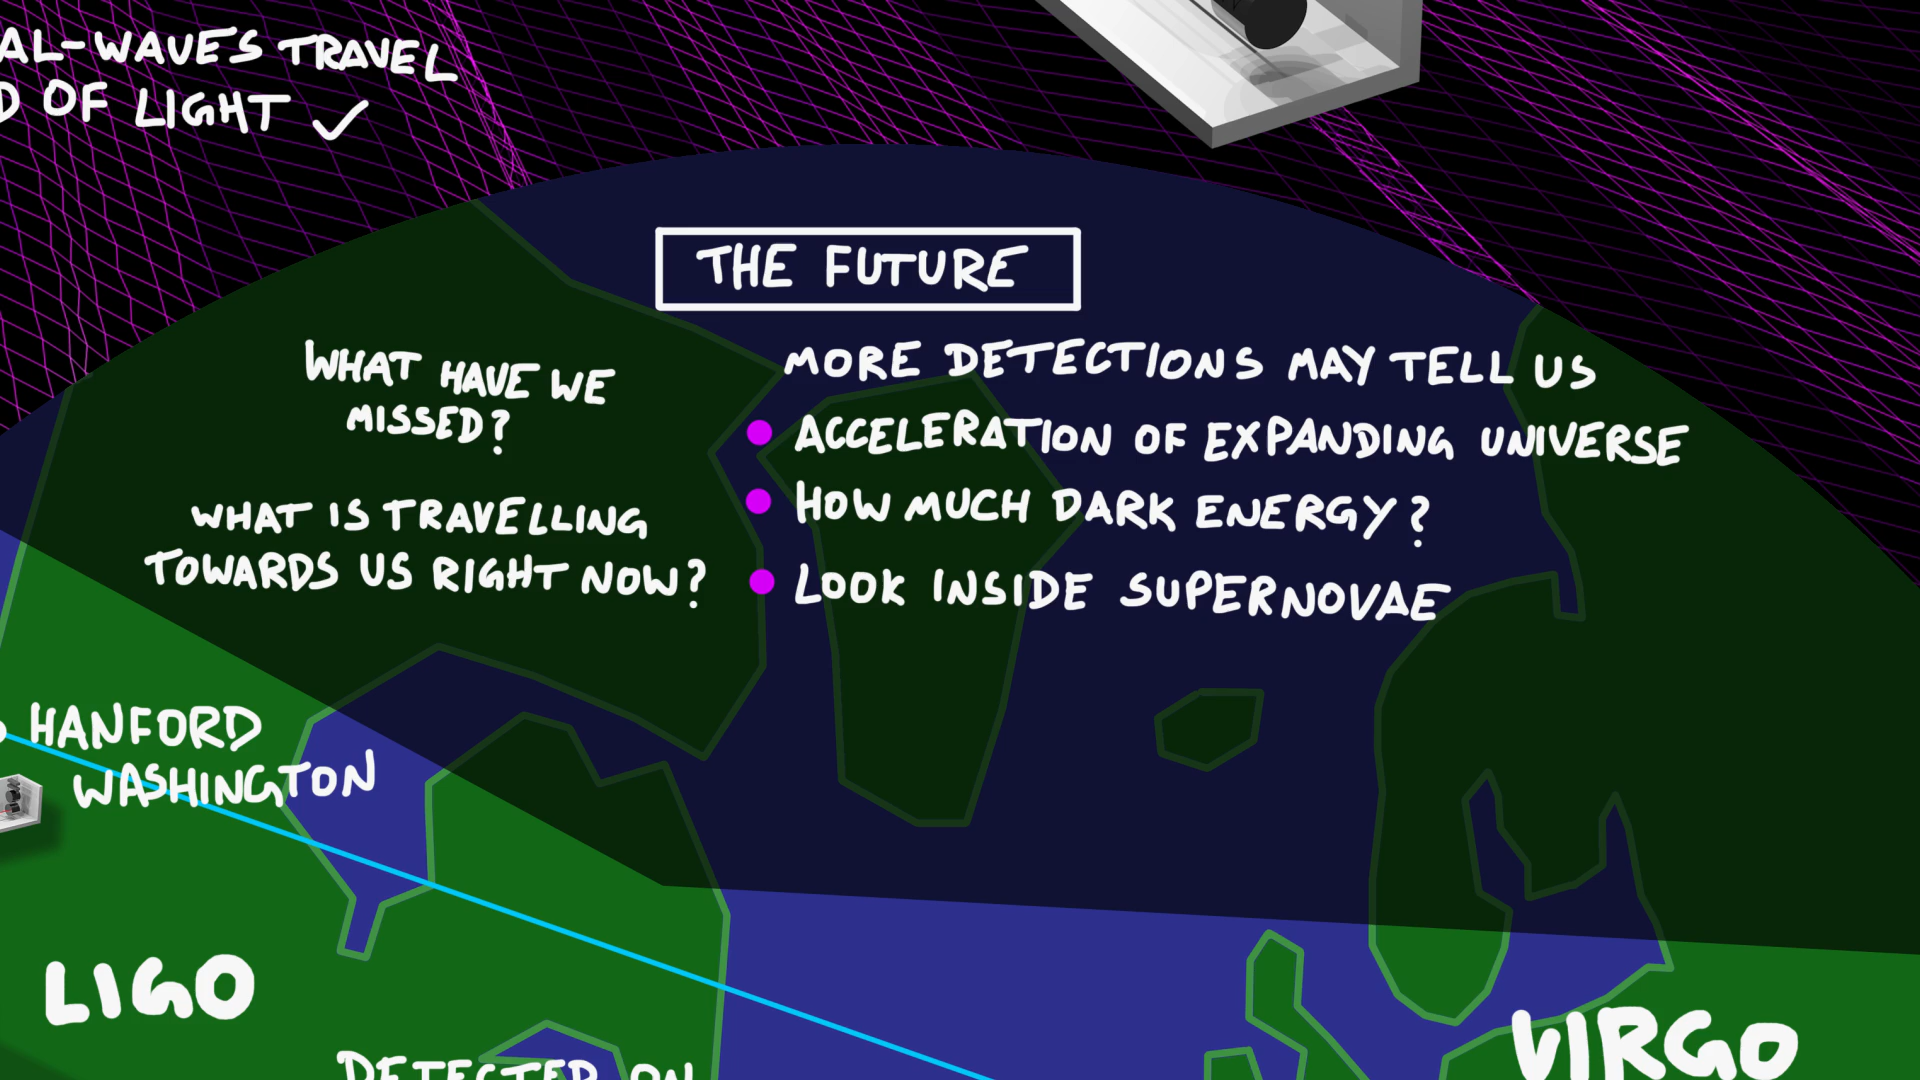 AL-WAVES TRAVEL
D OF LIGHT ✓
THE FUTURE
WHAT HAVE WE
MISSED?
WHAT IS TRAVELLING
TOWARDS US RIGHT NOW?
MORE DETECTIONS MAY TELL US
ACCELERATION OF EXPANDING UNIVERSE
HOW MUCH DARK ENERGY?
LOOK INSIDE SUPERNOVAE
HANFORD
WASHINGTON
LIGO
DETECTED ON
VIRGO